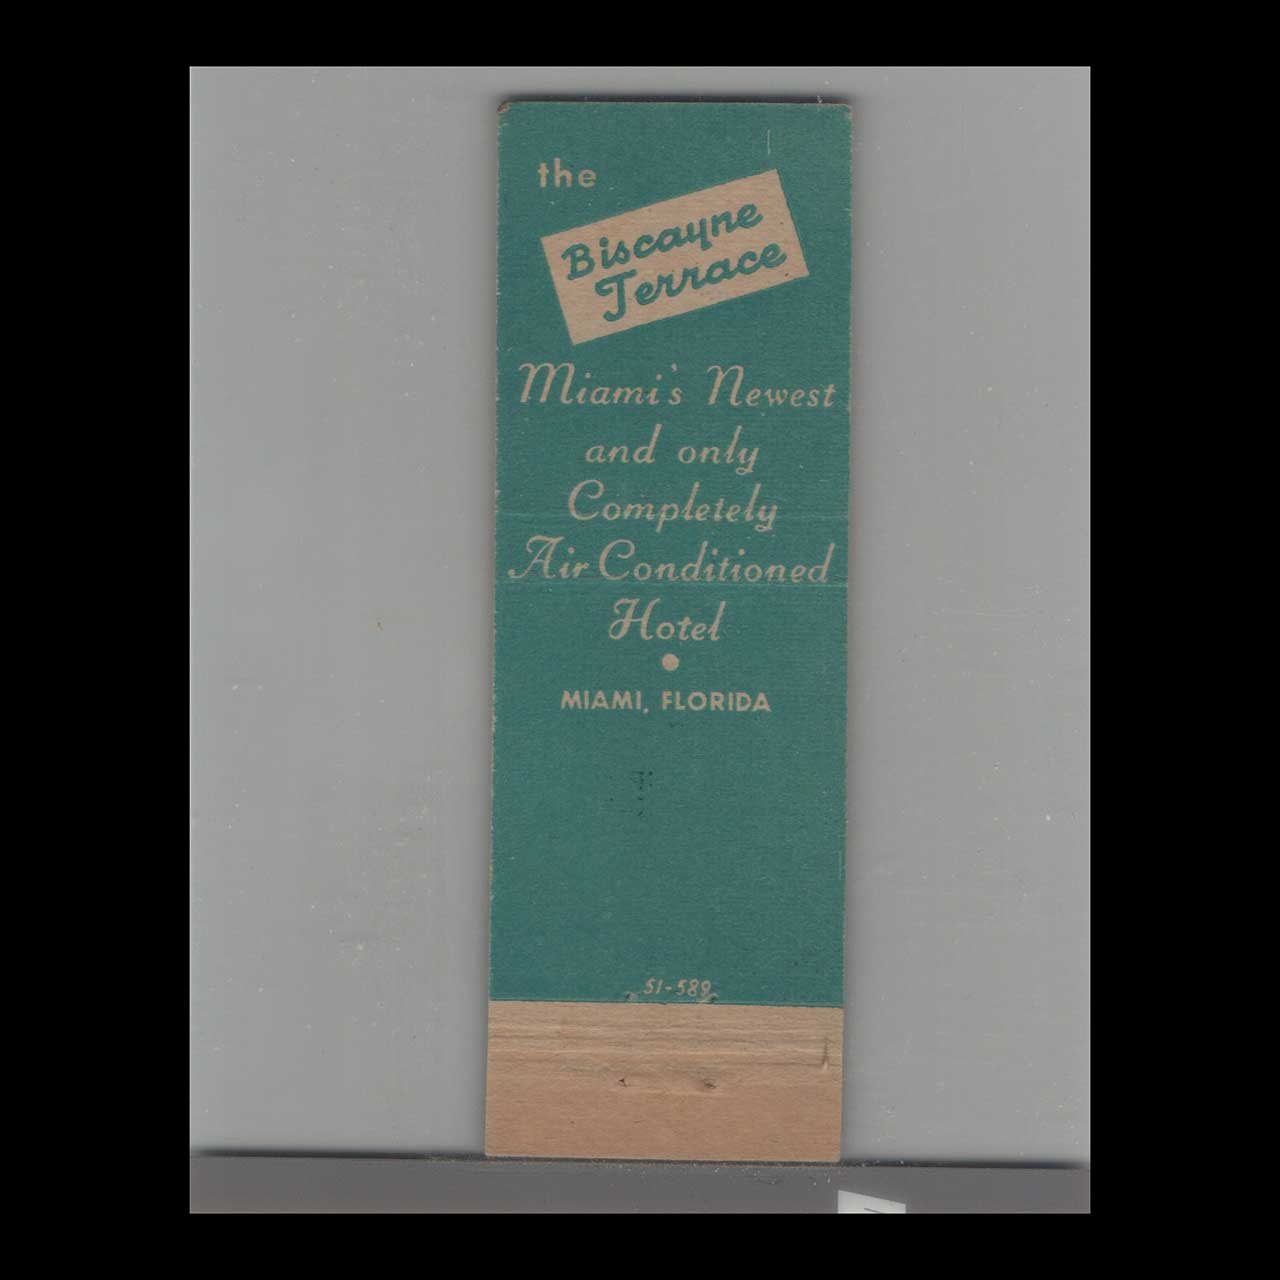 the
Biscayne
Terrace
Miami's Newest
and only
Completely
Air Conditioned
Hotel
MIAMI, FLORIDA
51-589